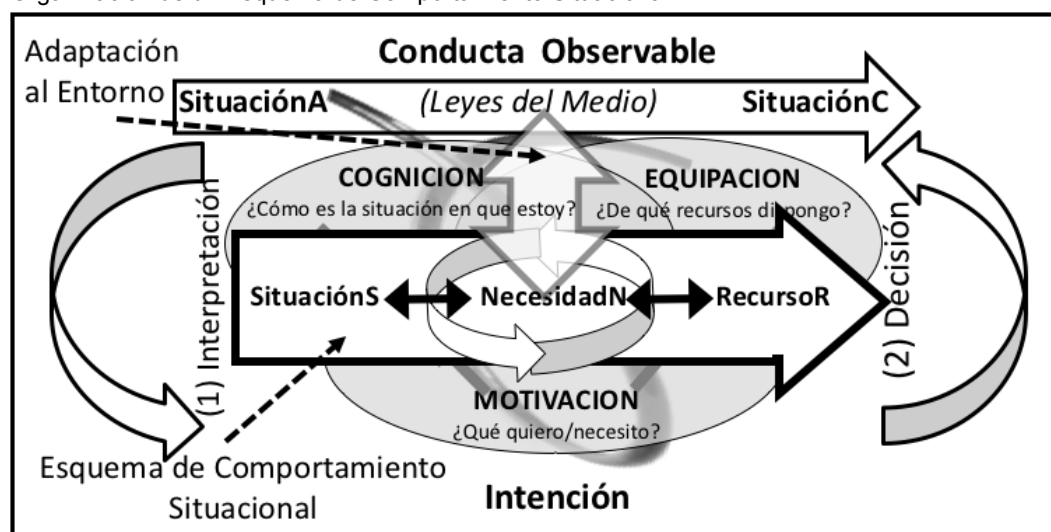 Adaptación
al Entorno
Conducta Observable
SituaciónA
(Leyes del Medio)
SituaciónC
COGNICION
¿Cómo es la situación en que estoy?
EQUIPACION
¿De qué recursos dispongo?
(1) Interpretación
SituaciónS
NecesidadN
RecursoR
(2) Decisión
MOTIVACION
¿Qué quiero/necesito?
Esquema de Comportamiento
Situacional
Intención